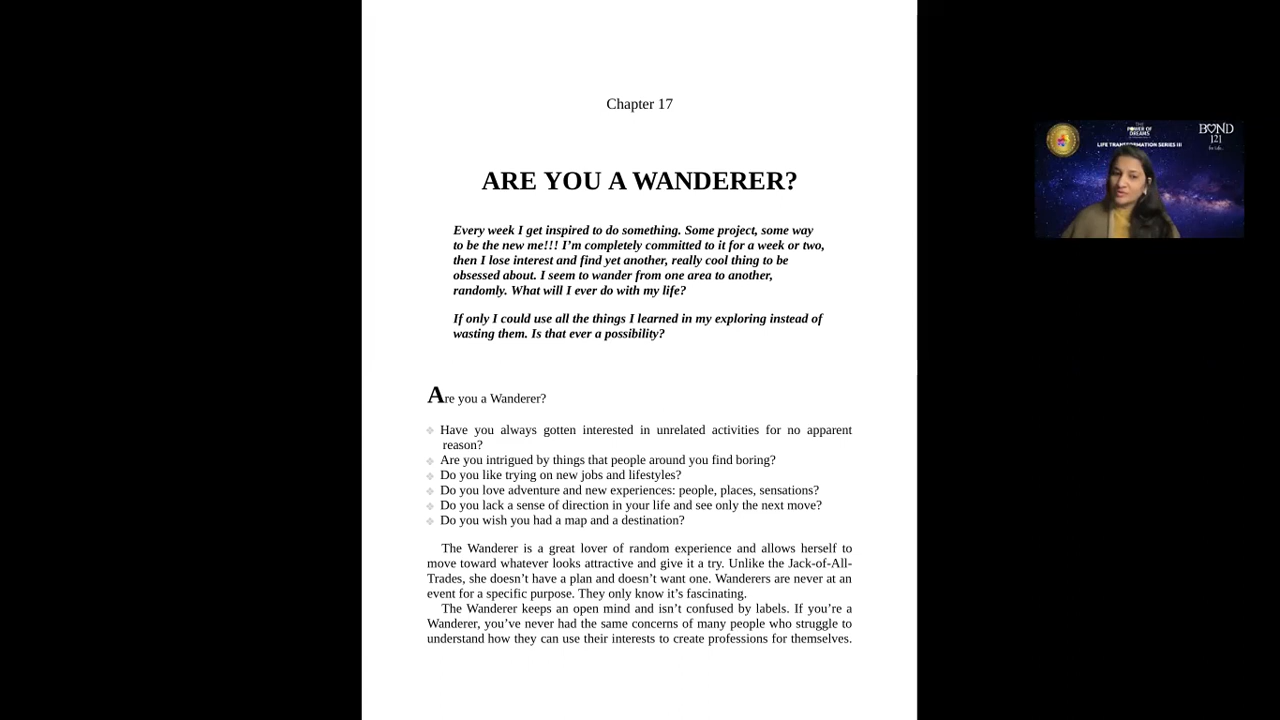 Chapter 17
ARE YOU A WANDERER?
Every week I get inspired to do something. Some project, some way
to be the new me!!! I’m completely committed to it for a week or two,
then I lose interest and find yet another, really cool thing to be
obsessed about. I seem to wander from one area to another,
randomly. What will I ever do with my life?
If only I could use all the things I learned in my exploring instead of
wasting them. Is that ever a possibility?
Are you a Wanderer?
Have you always gotten interested in unrelated activities for no apparent
reason?
Are you intrigued by things that people around you find boring?
Do you like trying on new jobs and lifestyles?
Do you love adventure and new experiences: people, places, sensations?
Do you lack a sense of direction in your life and see only the next move?
Do you wish you had a map and a destination?
The Wanderer is a great lover of random experience and allows herself to
move toward whatever looks attractive and give it a try. Unlike the Jack-of-All-
Trades, she doesn’t have a plan and doesn’t want one. Wanderers are never at an
event for a specific purpose. They only know it’s fascinating.
The Wanderer keeps an open mind and isn’t confused by labels. If you’re a
Wanderer, you’ve never had the same concerns of many people who struggle to
understand how they can use their interests to create professions for themselves.
THE
POWER OF
DREAMS
LIFE TRANSFORMATION SERIES III
BOND
121
for Life..